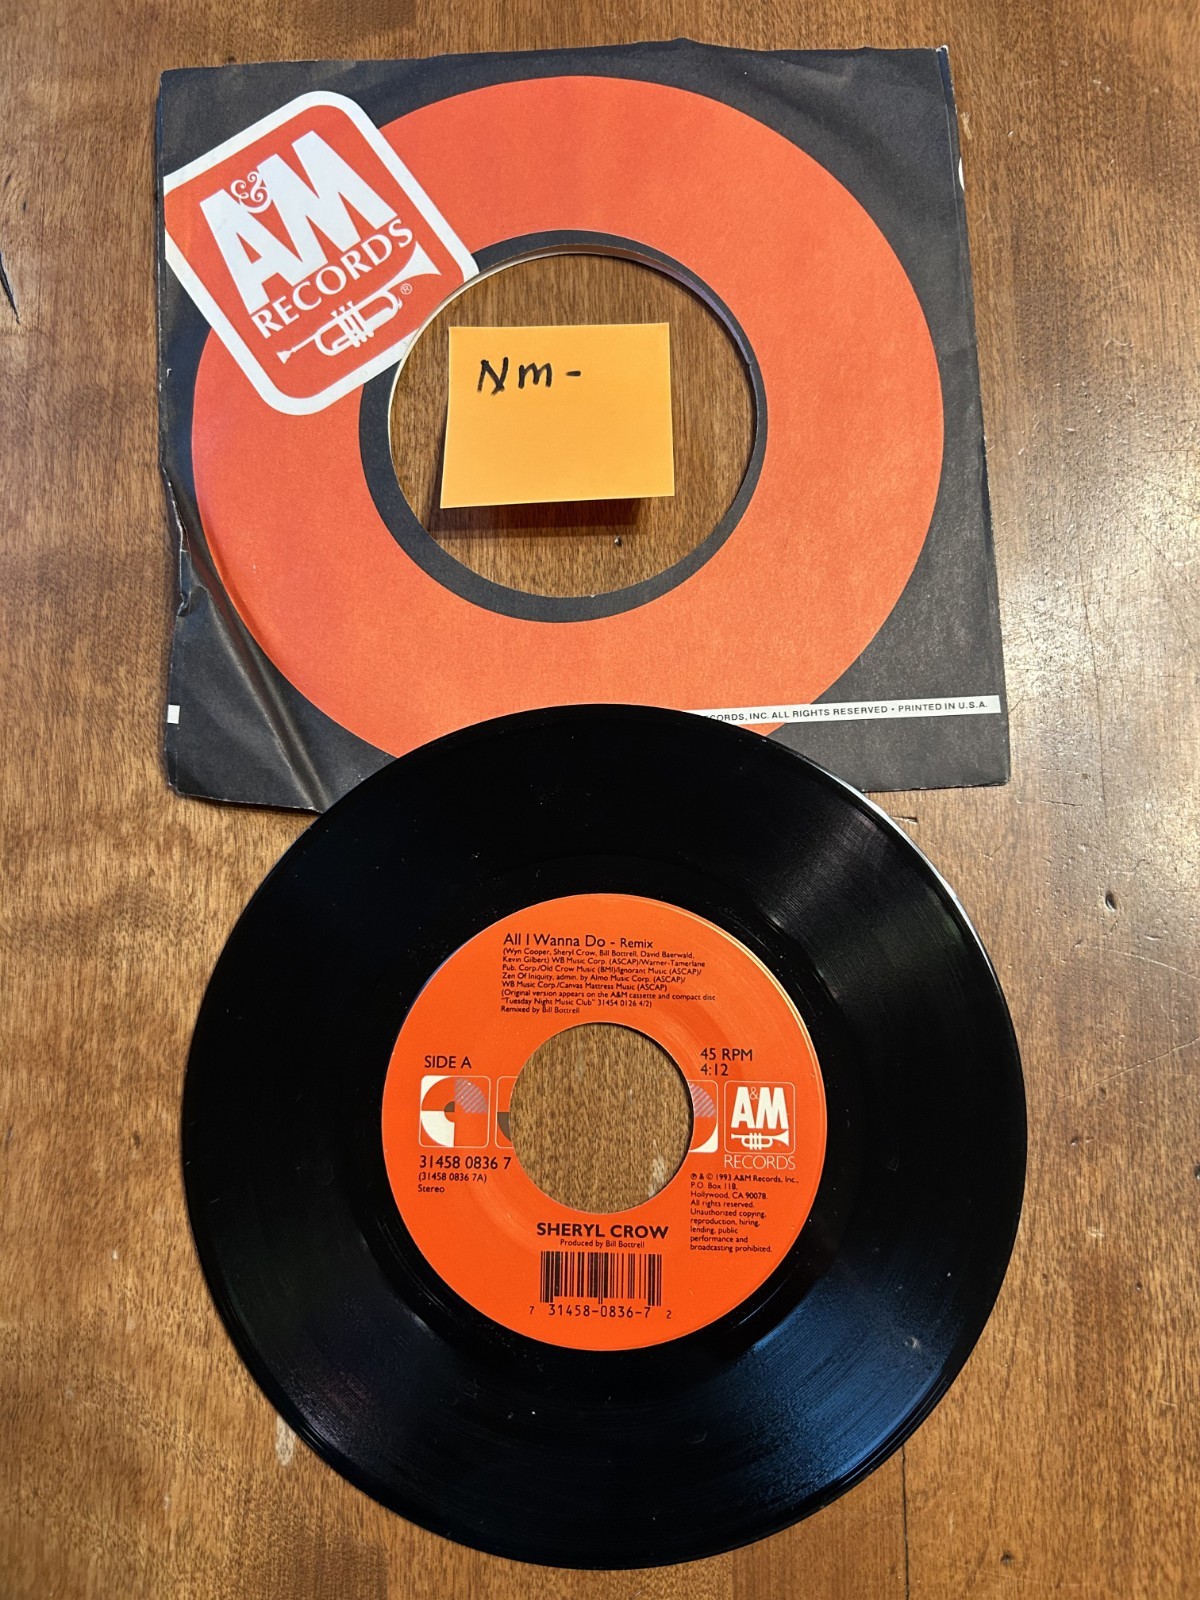 A&M
RECORDS
®
Nm-
CORDS, INC. ALL RIGHTS RESERVED • PRINTED IN U.S.A.
All I Wanna Do - Remix
(Wyn Cooper, Sheryl Crow, Bill Bottrell, David Baerwald,
Kevin Gilbert) WB Music Corp. (ASCAP)/Warner-Tamerlane
Pub. Corp./Old Crow Music (BMI)/Ignorant Music (ASCAP)/
Zen Of Iniquity, admin. by Almo Music Corp. (ASCAP)/
WB Music Corp./Canvas Mattress Music (ASCAP)
(Original version appears on the A&M cassette and compact disc
"Tuesday Night Music Club" 31454 0126 4/2)
Remixed by Bill Bottrell
SIDE A
45 RPM
4:12
A&M
RECORDS
31458 0836 7
(31458 0836 7A)
Stereo
℗ & © 1993 A&M Records, Inc.,
P.O. Box 118,
Hollywood, CA 90078.
All rights reserved.
Unauthorized copying,
reproduction, hiring,
lending, public
performance and
broadcasting prohibited.
SHERYL CROW
Produced by Bill Bottrell
7 31458-0836-7 2